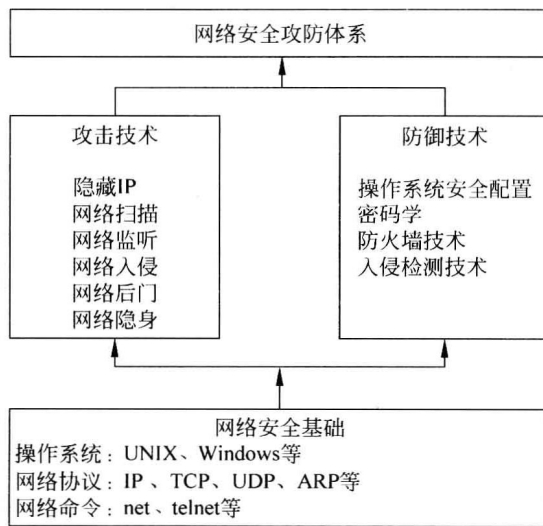 网络安全攻防体系
攻击技术
隐藏IP
网络扫描
网络监听
网络入侵
网络后门
网络隐身
防御技术
操作系统安全配置
密码学
防火墙技术
入侵检测技术
网络安全基础
操作系统：UNIX、Windows等
网络协议：IP、TCP、UDP、ARP等
网络命令：net、telnet等